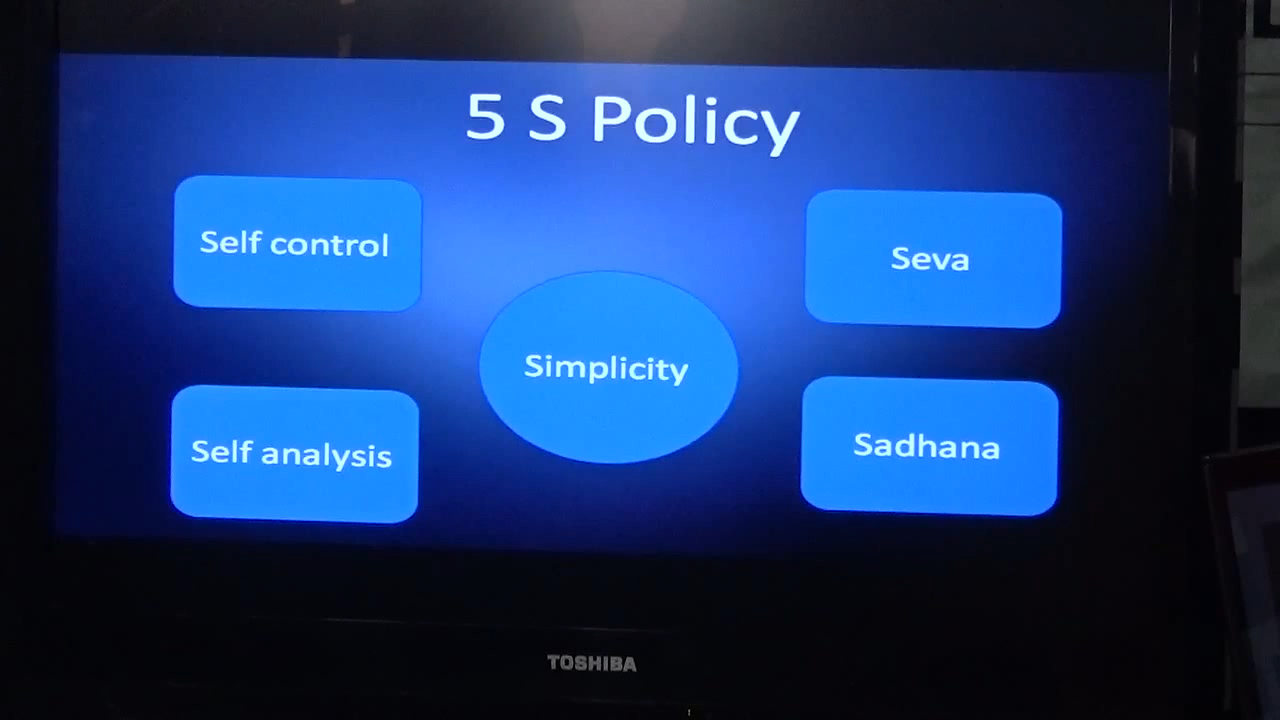 5 S Policy
Self control
Seva
Simplicity
Self analysis
Sadhana
TOSHIBA